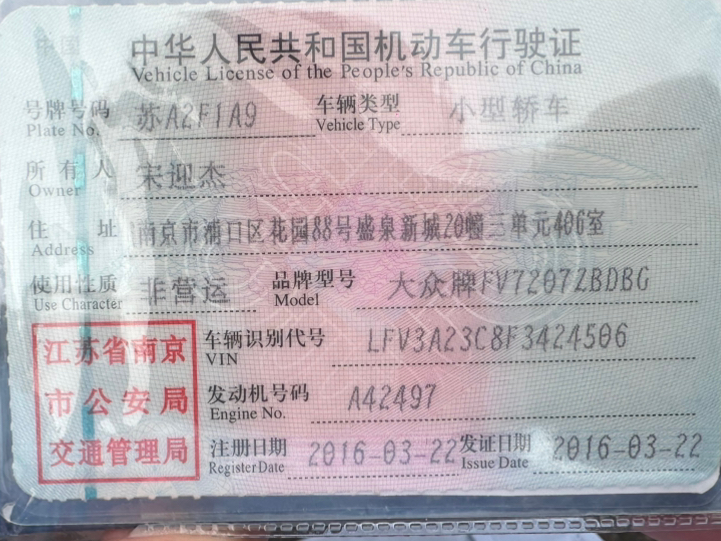 中华人民共和国机动车行驶证
Vehicle License of the People's Republic of China
号牌号码 苏A2F1A9 车辆类型 小型轿车
Plate No. Vehicle Type
所有人 宋迎杰
Owner
住址 南京市浦口区花园88号盛泉新城20幢三单元406室
Address
使用性质 非营运 品牌型号 大众牌FV7207ZBDBG
Use Character Model
江苏省南京
市公安局
交通管理局
车辆识别代号 LFV3A23C8F3424506
VIN
发动机号码 A42497
Engine No.
注册日期 2016-03-22 发证日期 2016-03-22
Register Date Issue Date